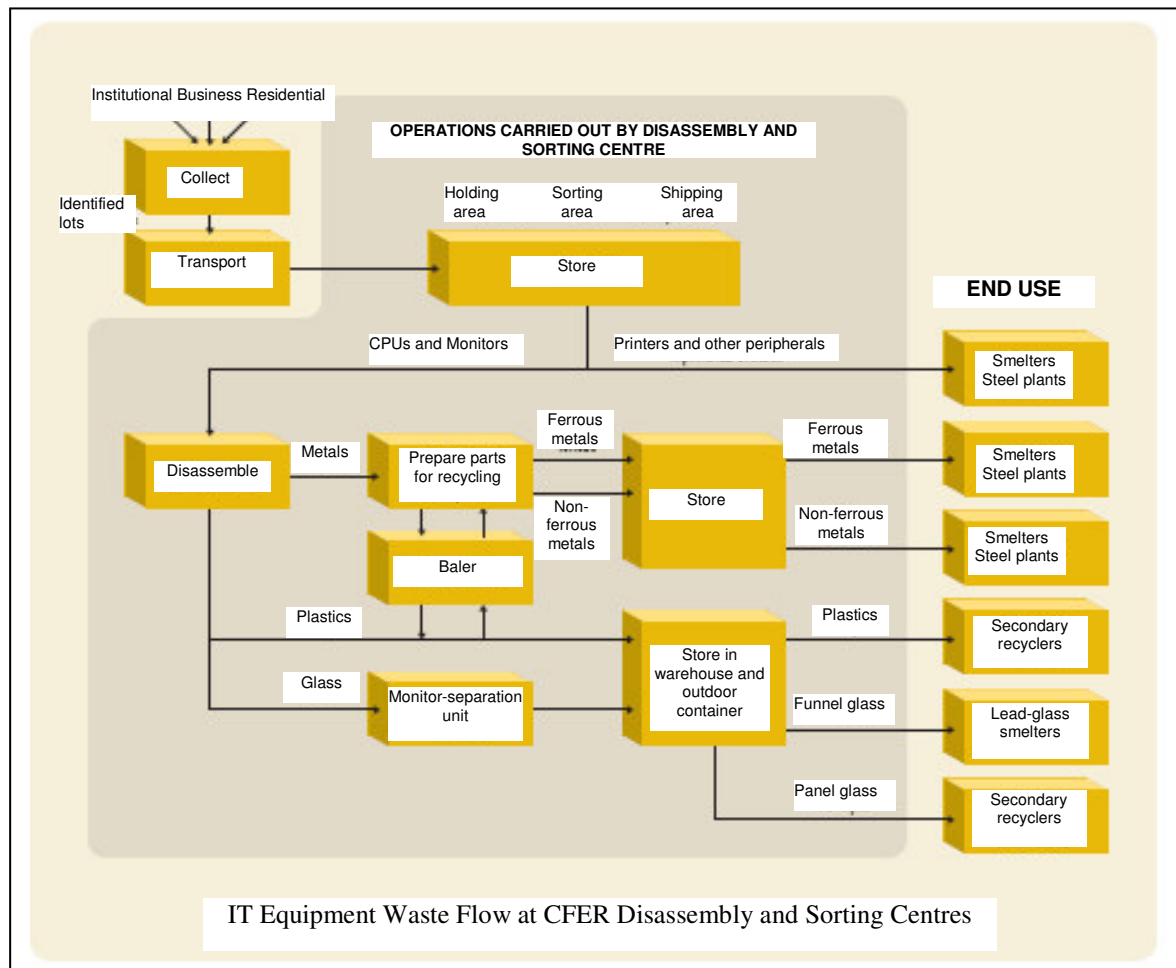 Institutional Business Residential
OPERATIONS CARRIED OUT BY DISASSEMBLY AND
SORTING CENTRE
Collect
Identified
lots
Holding
area
Sorting
area
Shipping
area
Transport
Store
END USE
CPUs and Monitors
Printers and other peripherals
Smelters
Steel plants
Disassemble
Metals
Prepare parts
for recycling
Ferrous
metals
Non-
ferrous
metals
Store
Ferrous
metals
Smelters
Steel plants
Non-ferrous
metals
Smelters
Steel plants
Baler
Plastics
Store in
warehouse and
outdoor
container
Plastics
Secondary
recyclers
Glass
Monitor-separation
unit
Funnel glass
Lead-glass
smelters
Panel glass
Secondary
recyclers
IT Equipment Waste Flow at CFER Disassembly and Sorting Centres